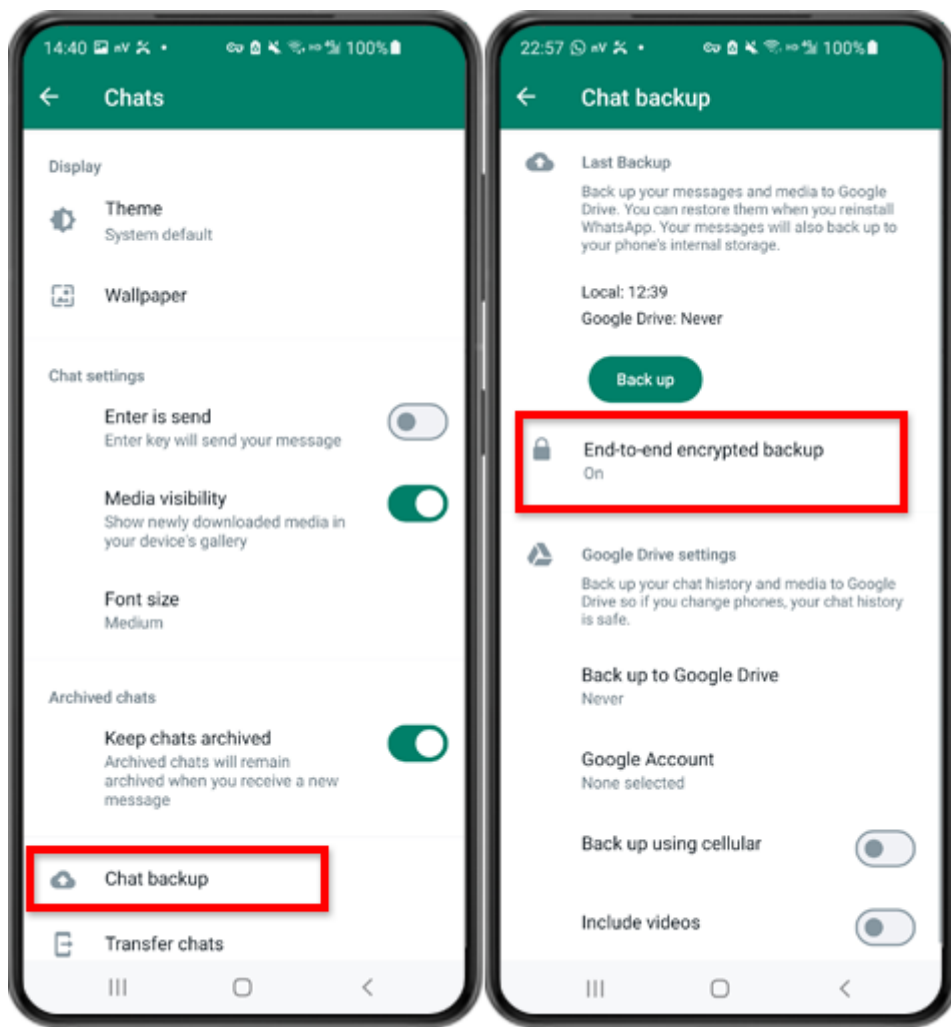 14:40
100%
Chats
Display
Theme
System default
Wallpaper
Chat settings
Enter is send
Enter key will send your message
Media visibility
Show newly downloaded media in
your device's gallery
Font size
Medium
Archived chats
Keep chats archived
Archived chats will remain
archived when you receive a new
message
Chat backup
Transfer chats
22:57
100%
Chat backup
Last Backup
Back up your messages and media to Google
Drive. You can restore them when you reinstall
WhatsApp. Your messages will also back up to
your phone's internal storage.
Local: 12:39
Google Drive: Never
Back up
End-to-end encrypted backup
On
Google Drive settings
Back up your chat history and media to Google
Drive so if you change phones, your chat history
is safe.
Back up to Google Drive
Never
Google Account
None selected
Back up using cellular
Include videos